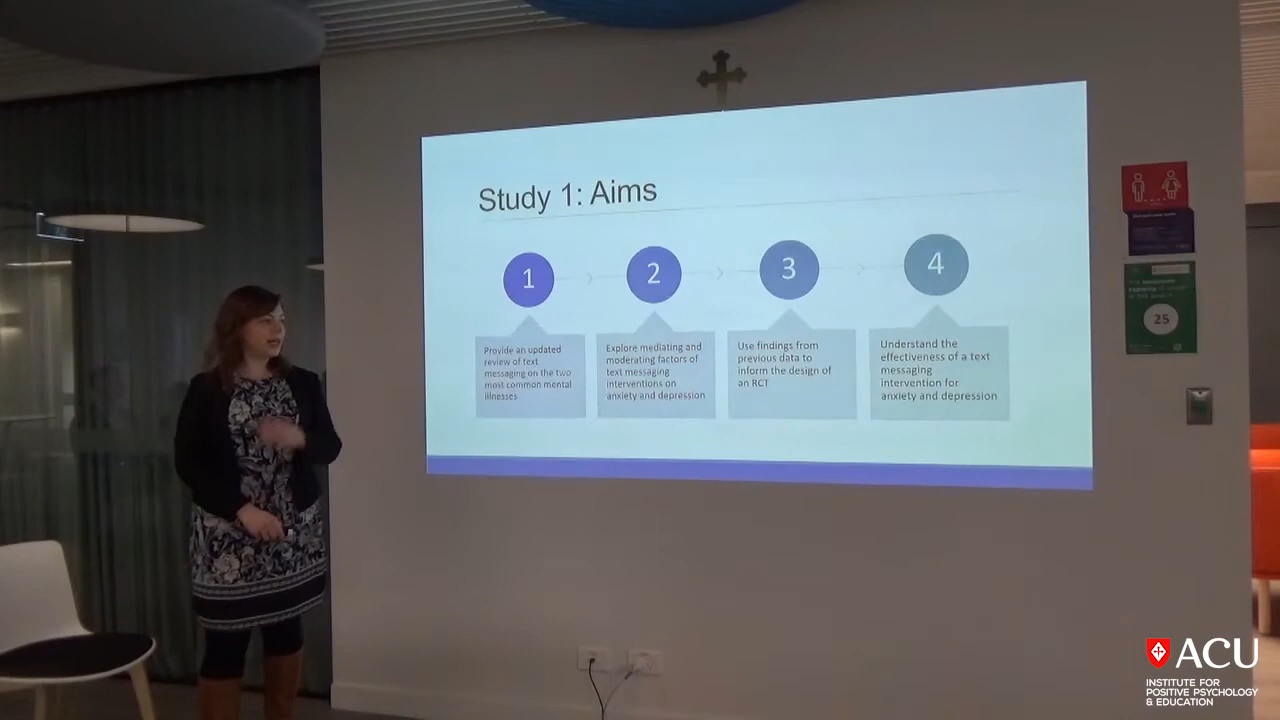 Study 1: Aims
1
2
3
4
Provide an updated
review of text
messaging on the two
most common mental
illnesses
Explore mediating and
moderating factors of
text messaging
interventions on
anxiety and depression
Use findings from
previous data to
inform the design of
an RCT
Understand the
effectiveness of a text
messaging
intervention for
anxiety and depression
25
ACU
INSTITUTE FOR
POSITIVE PSYCHOLOGY
& EDUCATION